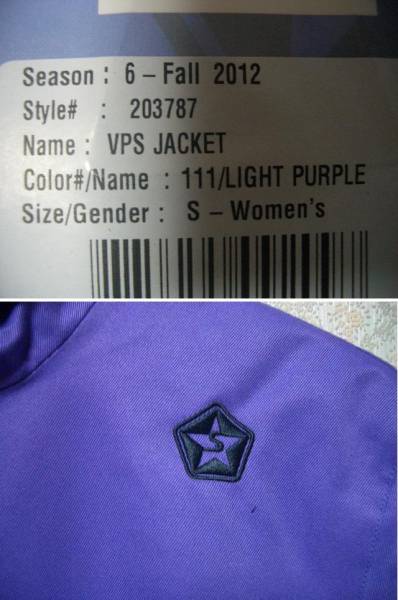 Season : 6 – Fall 2012
Style# : 203787
Name : VPS JACKET
Color#/Name : 111/LIGHT PURPLE
Size/Gender : S – Women's
S